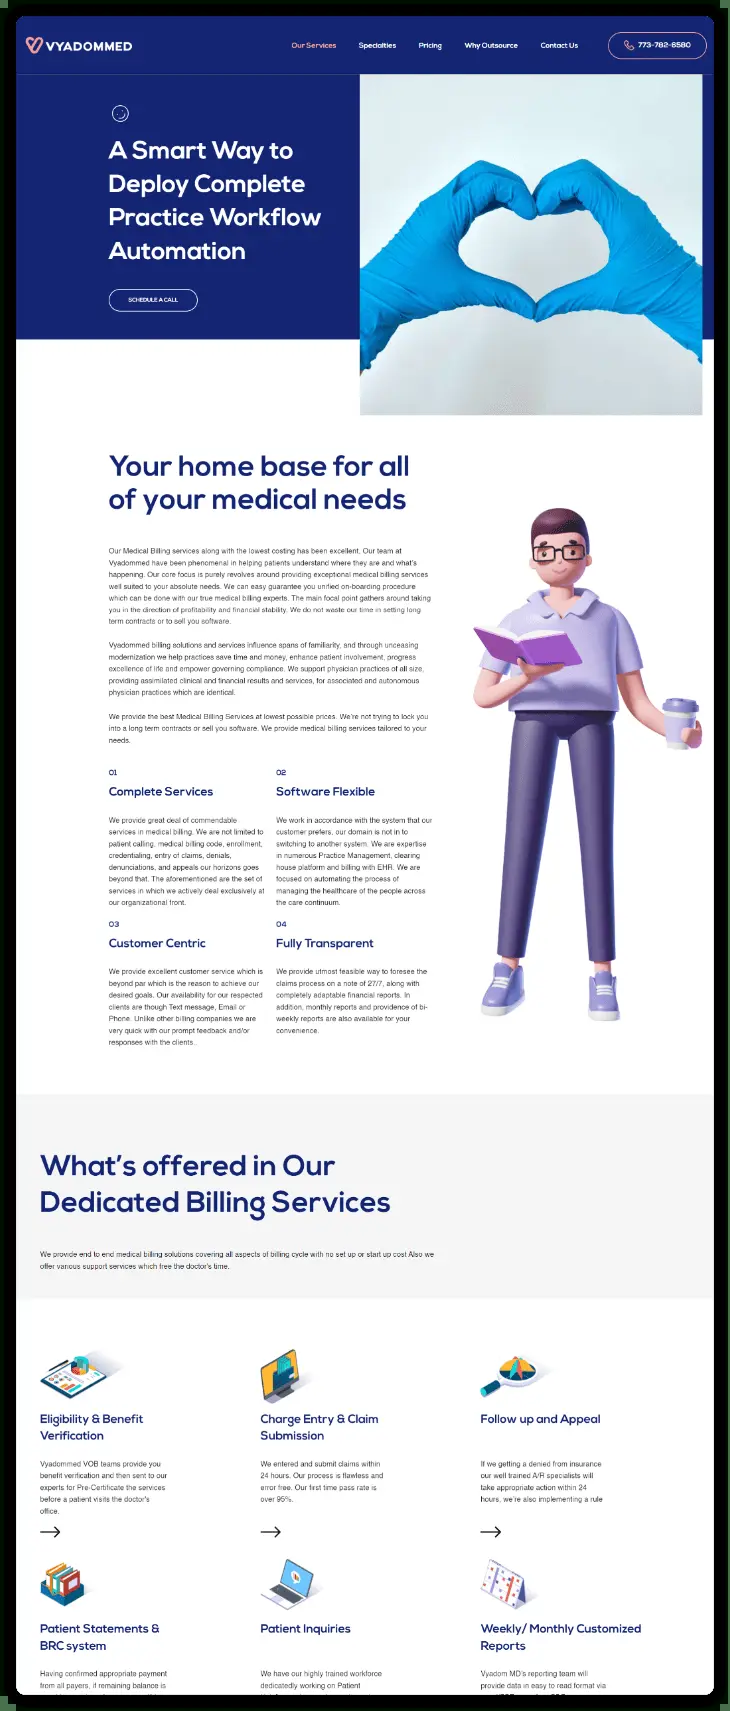 VYADOMMED
Our Services
Specialties
Pricing
Why Outsource
Contact Us
773-782-6580
A Smart Way to
Deploy Complete
Practice Workflow
Automation
SCHEDULE A CALL
Your home base for all
of your medical needs
Our Medical Billing services along with the lowest costing has been excellent. Our team at
Vyadommed have been phenomenal in helping patients understand where they are and what's
happening. Our core focus is purely revolves around providing exceptional medical billing services
well suited to your absolute needs. We can easily guarantee you unified on-boarding procedure
which can be done with our true medical billing experts. The main focal point gathers around taking
you in the direction of profitability and financial stability. We do not waste our time in setting long
term contracts or to sell you software.
Vyadommed billing solutions and services influence spans of familiarity, and through unceasing
modernization we help practices save time and money, enhance patient involvement, progress
excellence of life and empower governing compliance. We support physician practices of all size,
providing assimilated clinical and financial results and services, for associated and autonomous
physician practices which are identical.
We provide the best Medical Billing Services at lowest possible prices. We're not trying to lock you
into a long term contracts or sell you software. We provide medical billing services tailored to your
needs.
01
Complete Services
We provide great deal of commendable
services in medical billing. We are not limited to
patient calling, medical billing code, enrollment,
credentialing, entry of claims, denials,
denunciations, and appeals our horizons goes
beyond that. The aforementioned are the set of
services in which we actively deal exclusively at
our organizational front.
02
Software Flexible
We work in accordance with the system that our
customer prefers, our domain is not in to
switching to another system. We are expertise
in numerous Practice Management, clearing
house platform and billing with EHR. We are
focused on automating the process of
managing the healthcare of the people across
the care continuum.
03
Customer Centric
We provide excellent customer service which is
beyond par which is the reason to achieve our
desired goals. Our availability for our respected
clients are though Text message, Email or
Phone. Unlike other billing companies we are
very quick with our prompt feedback and/or
responses with the clients..
04
Fully Transparent
We provide utmost feasible way to foresee the
claims process on a note of 27/7, along with
completely adaptable financial reports. In
addition, monthly reports and providence of bi-
weekly reports are also available for your
convenience.
What's offered in Our
Dedicated Billing Services
We provide end to end medical billing solutions covering all aspects of billing cycle with no set up or start up cost Also we
offer various support services which free the doctor's time.
Eligibility & Benefit
Verification
Vyadommed VOB teams provide you
benefit verification and then sent to our
experts for Pre-Certificate the services
before a patient visits the doctor's
office.
Charge Entry & Claim
Submission
We entered and submit claims within
24 hours. Our process is flawless and
error free. Our first time pass rate is
over 95%.
Follow up and Appeal
If we getting a denied from insurance
our well trained A/R specialists will
take appropriate action within 24
hours, we're also implementing a rule
Patient Statements &
BRC system
Having confirmed appropriate payment
from all payers, if remaining balance is
Patient Inquiries
We have our highly trained workforce
dedicatedly working on Patient
Weekly/ Monthly Customized
Reports
Vyadom MD's reporting team will
provide data in easy to read format via